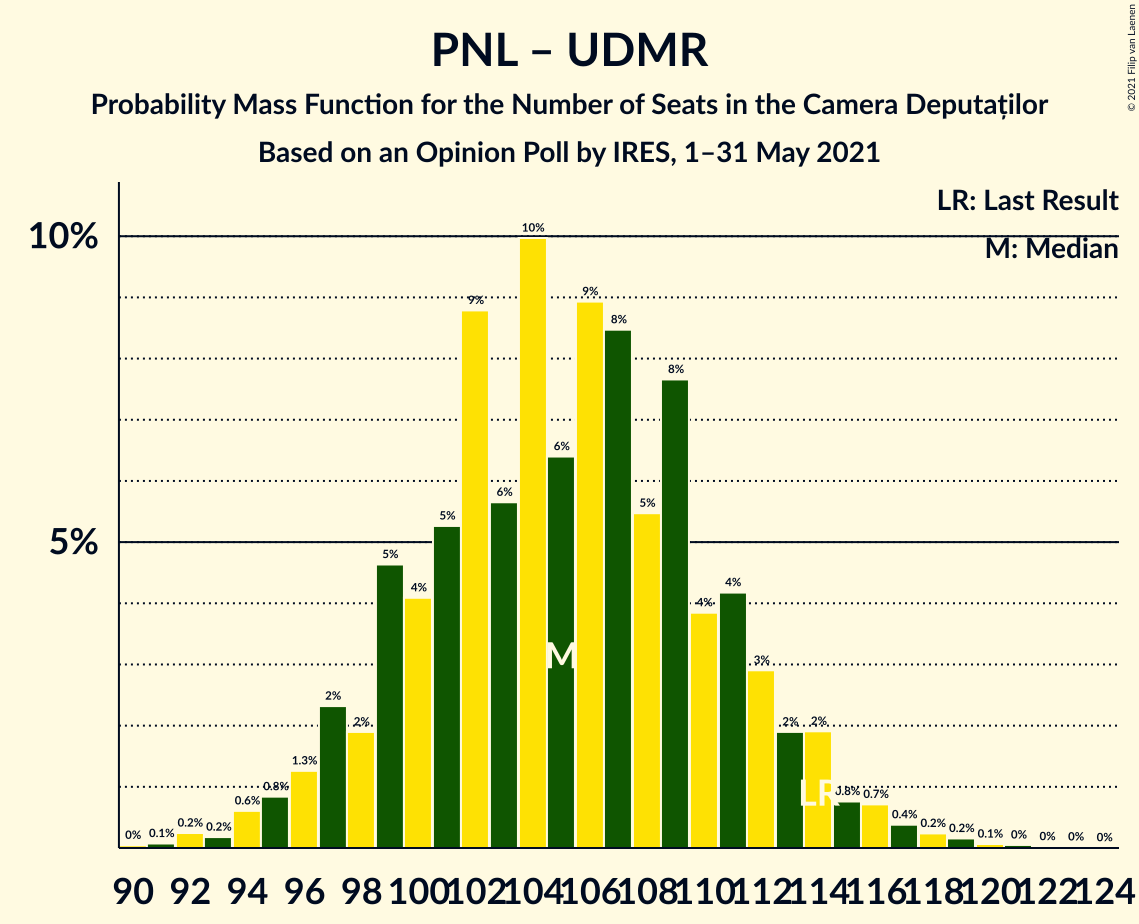 PNL – UDMR
Probability Mass Function for the Number of Seats in the Camera Deputaților
Based on an Opinion Poll by IRES, 1–31 May 2021
© 2021 Filip van Laenen
LR: Last Result
M: Median
10%
5%
0% 0.1% 0.2% 0.2% 0.6% 0.8% 1.3% 2% 2% 5% 4% 5% 9% 6% 10% 6% 9% 8% 5% 8% 4% 4% 3% 2% 2% 0.8% 0.7% 0.4% 0.2% 0.2% 0.1% 0% 0% 0% 0%
M
LR
90 92 94 96 98 100 102 104 106 108 110 112 114 116 118 120 122 124